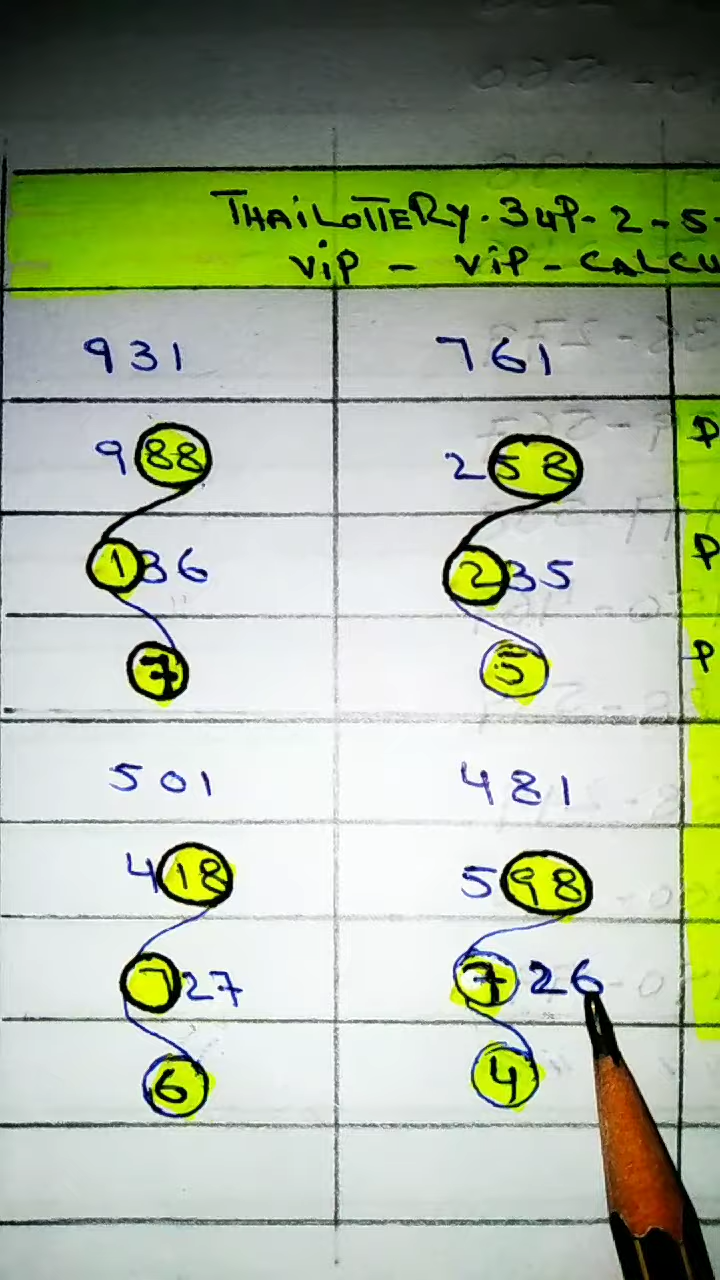 THAILOTTERY. 34P-2-5-
VIP - VIP - CALCU
931 761
988 258 P
136 235 P
7 5 P
501 481
418 598
727 726
6 4